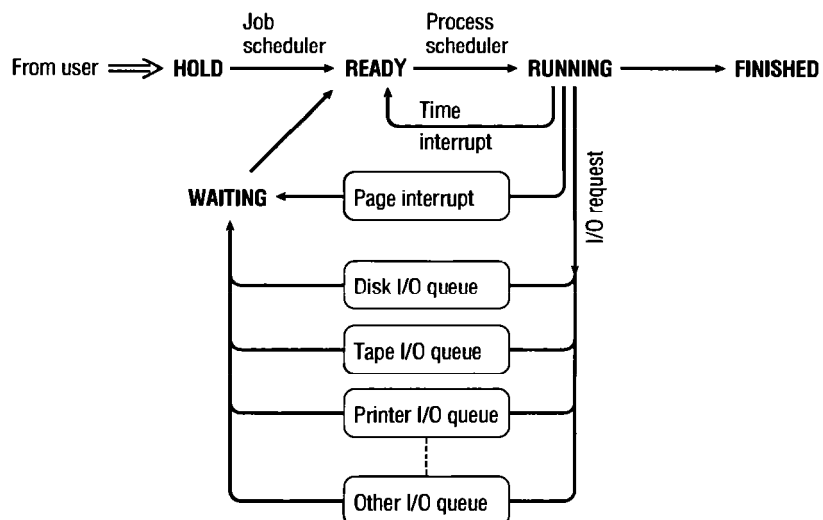 Job
scheduler
Process
scheduler
From user
HOLD
READY
RUNNING
FINISHED
Time
interrupt
WAITING
Page interrupt
I/O request
Disk I/O queue
Tape I/O queue
Printer I/O queue
Other I/O queue